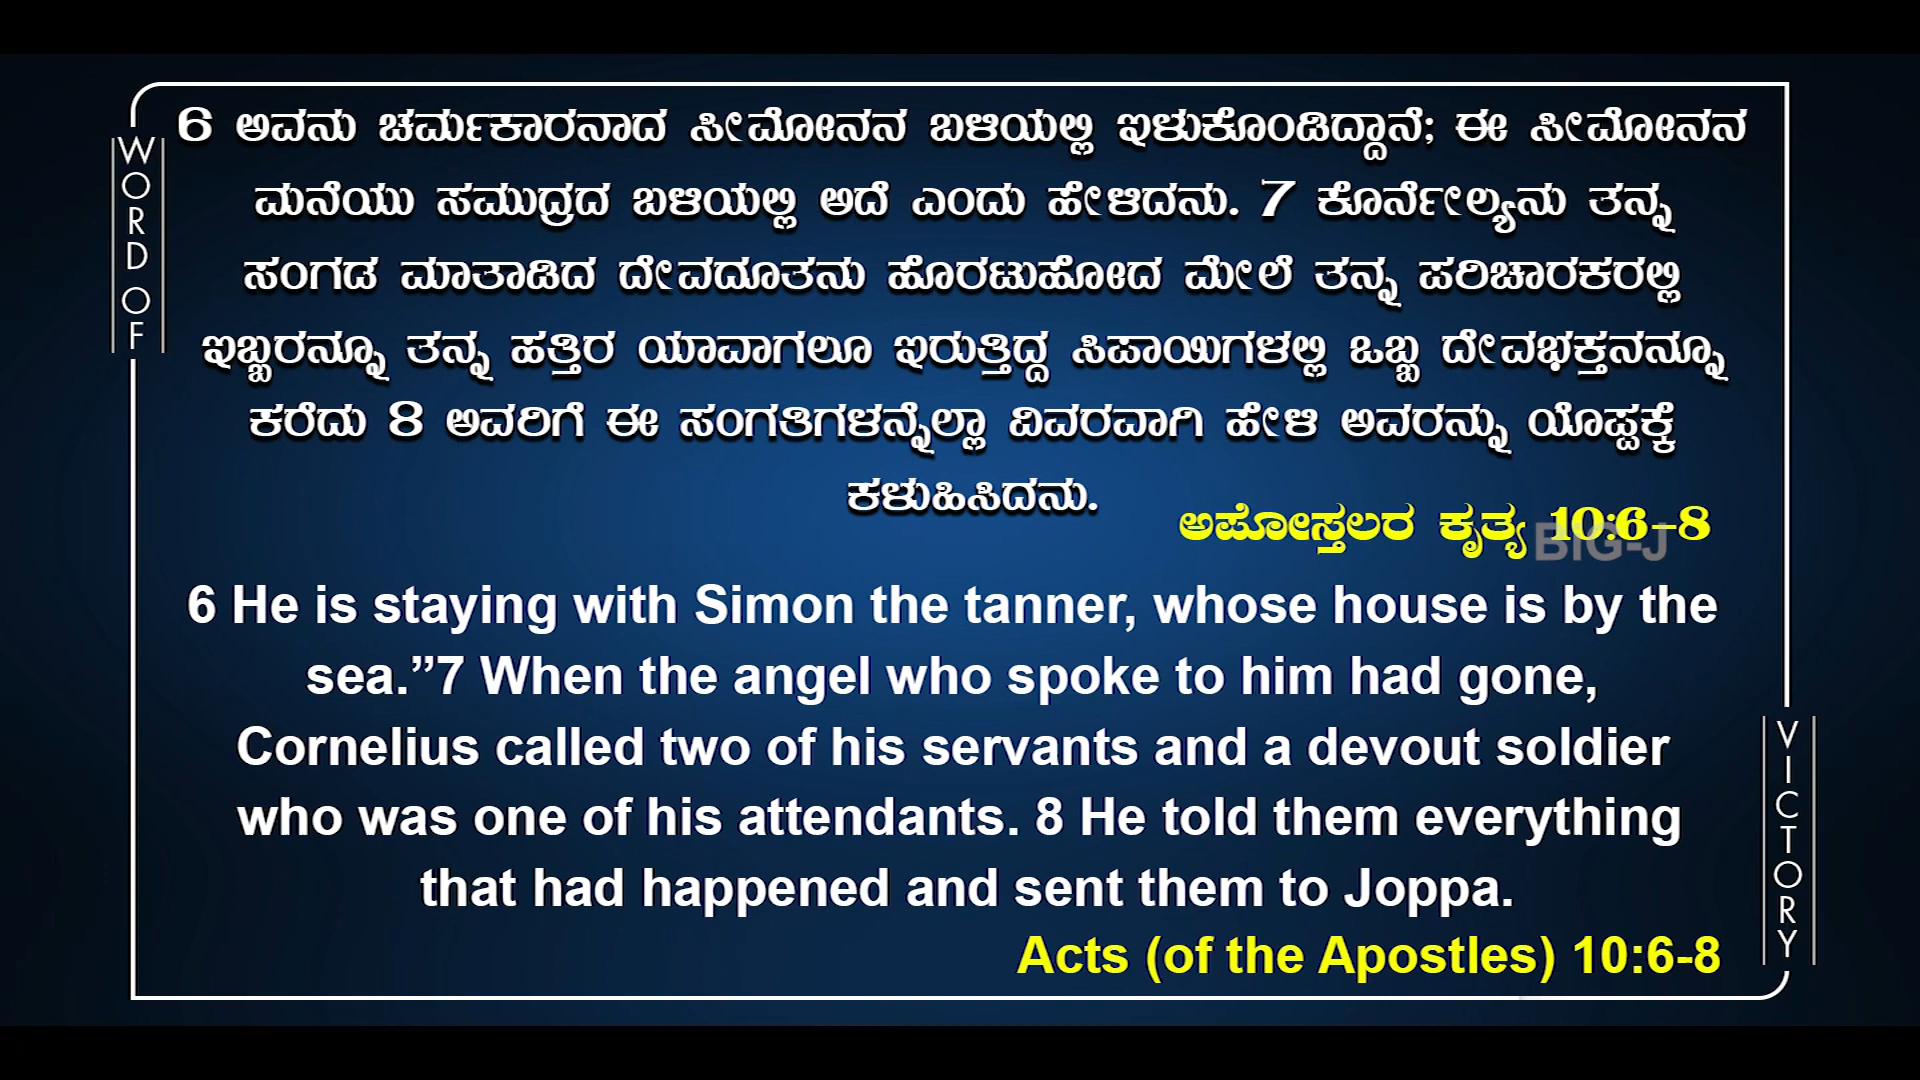 6 ಅವನು ಚರ್ಮಕಾರನಾದ ಸೀಮೋನನ ಬಳಿಯಲ್ಲಿ ಇಳುಕೊಂಡಿದ್ದಾನೆ; ಈ ಸೀಮೋನನ
ಮನೆಯು ಸಮುದ್ರದ ಬಳಿಯಲ್ಲಿ ಅದೆ ಎಂದು ಹೇಳಿದನು. 7 ಕೊರ್ನೇಲ್ಯನು ತನ್ನ
ಸಂಗಡ ಮಾತಾಡಿದ ದೇವದೂತನು ಹೊರಟುಹೋದ ಮೇಲೆ ತನ್ನ ಪರಿಚಾರಕರಲ್ಲಿ
ಇಬ್ಬರನ್ನೂ ತನ್ನ ಹತ್ತಿರ ಯಾವಾಗಲೂ ಇರುತ್ತಿದ್ದ ಸಿಪಾಯಿಗಳಲ್ಲಿ ಒಬ್ಬ ದೇವಭಕ್ತನನ್ನೂ
ಕರೆದು 8 ಅವರಿಗೆ ಈ ಸಂಗತಿಗಳನ್ನೆಲ್ಲಾ ವಿವರವಾಗಿ ಹೇಳಿ ಅವರನ್ನು ಯೊಪ್ಪಕ್ಕೆ
ಕಳುಹಿಸಿದನು.
ಅಪೋಸ್ತಲರ ಕೃತ್ಯ 10:6-8
BIG-J
6 He is staying with Simon the tanner, whose house is by the
sea.”7 When the angel who spoke to him had gone,
Cornelius called two of his servants and a devout soldier
who was one of his attendants. 8 He told them everything
that had happened and sent them to Joppa.
Acts (of the Apostles) 10:6-8
WORD OF
VICTORY